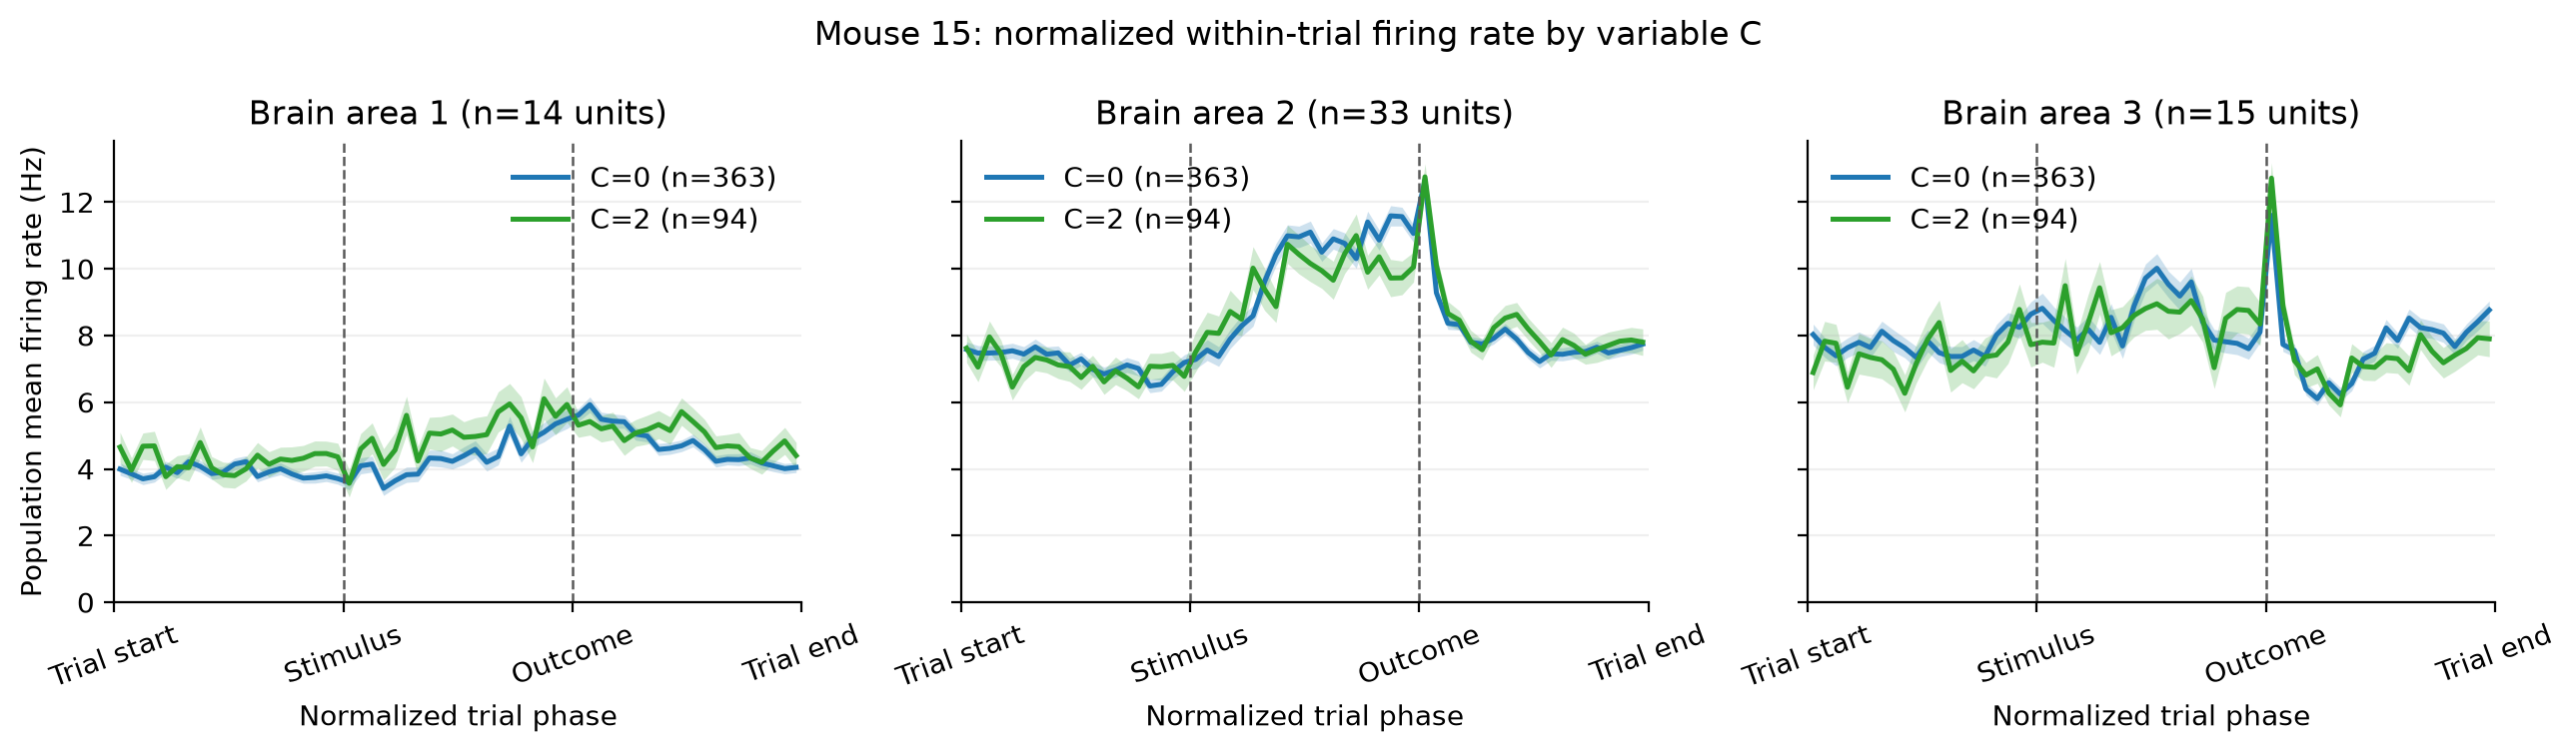 Mouse 15: normalized within-trial firing rate by variable C
Brain area 1 (n=14 units)
Population mean firing rate (Hz)
12
10
8
6
4
2
0
C=0 (n=363)
C=2 (n=94)
Trial start
Stimulus
Outcome
Trial end
Normalized trial phase
Brain area 2 (n=33 units)
C=0 (n=363)
C=2 (n=94)
Trial start
Stimulus
Outcome
Trial end
Normalized trial phase
Brain area 3 (n=15 units)
C=0 (n=363)
C=2 (n=94)
Trial start
Stimulus
Outcome
Trial end
Normalized trial phase